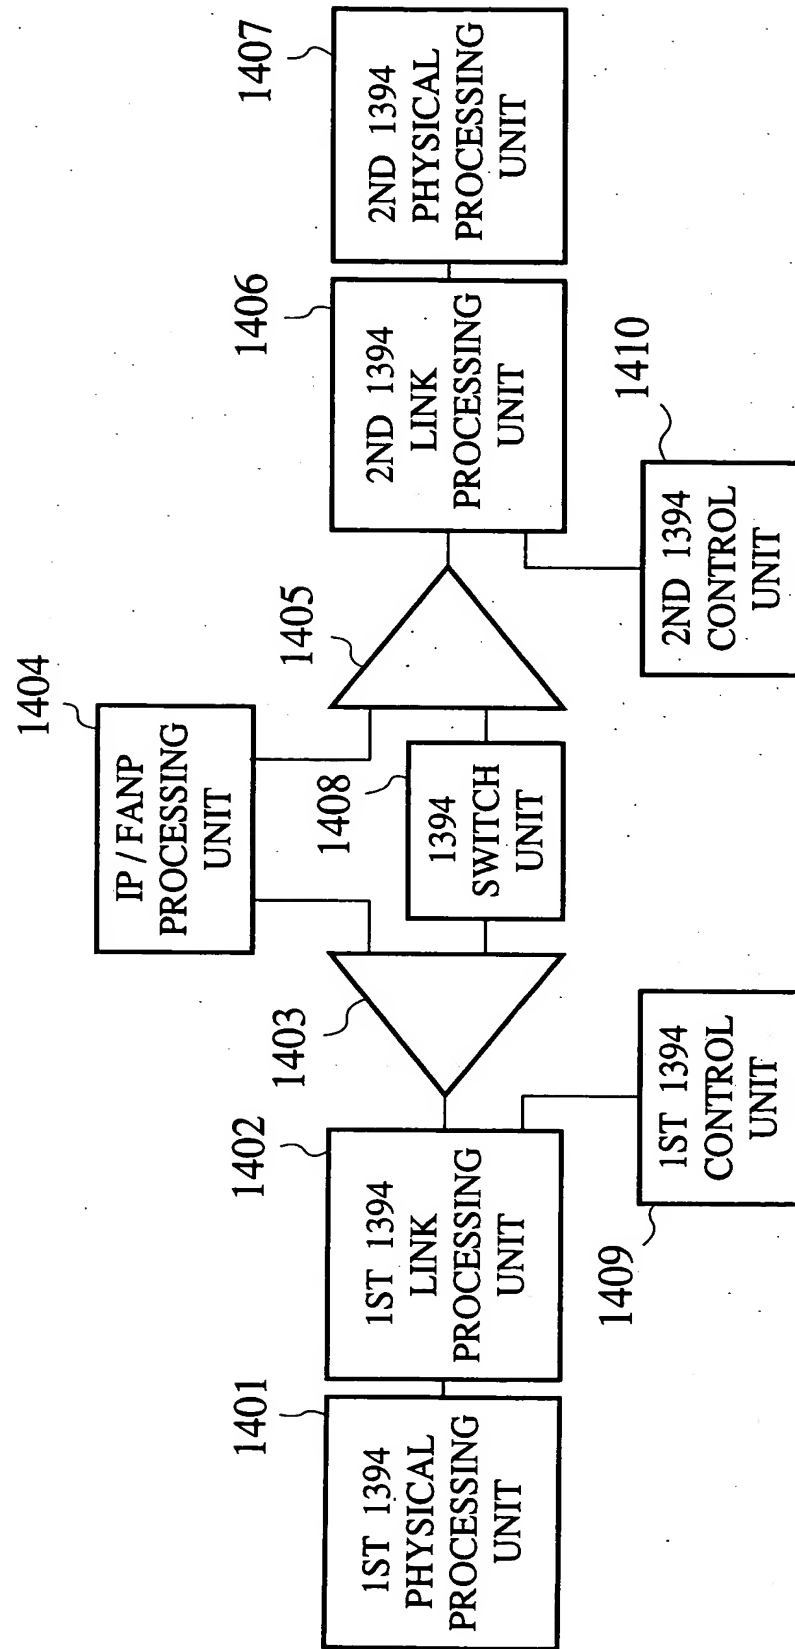 1401
1ST 1394
PHYSICAL
PROCESSING
UNIT
1402
1ST 1394
LINK
PROCESSING
UNIT
1403
1404
IP / FANP
PROCESSING
UNIT
1408
1394
SWITCH
UNIT
1405
1406
2ND 1394
LINK
PROCESSING
UNIT
1407
2ND 1394
PHYSICAL
PROCESSING
UNIT
1409
1ST 1394
CONTROL
UNIT
1410
2ND 1394
CONTROL
UNIT